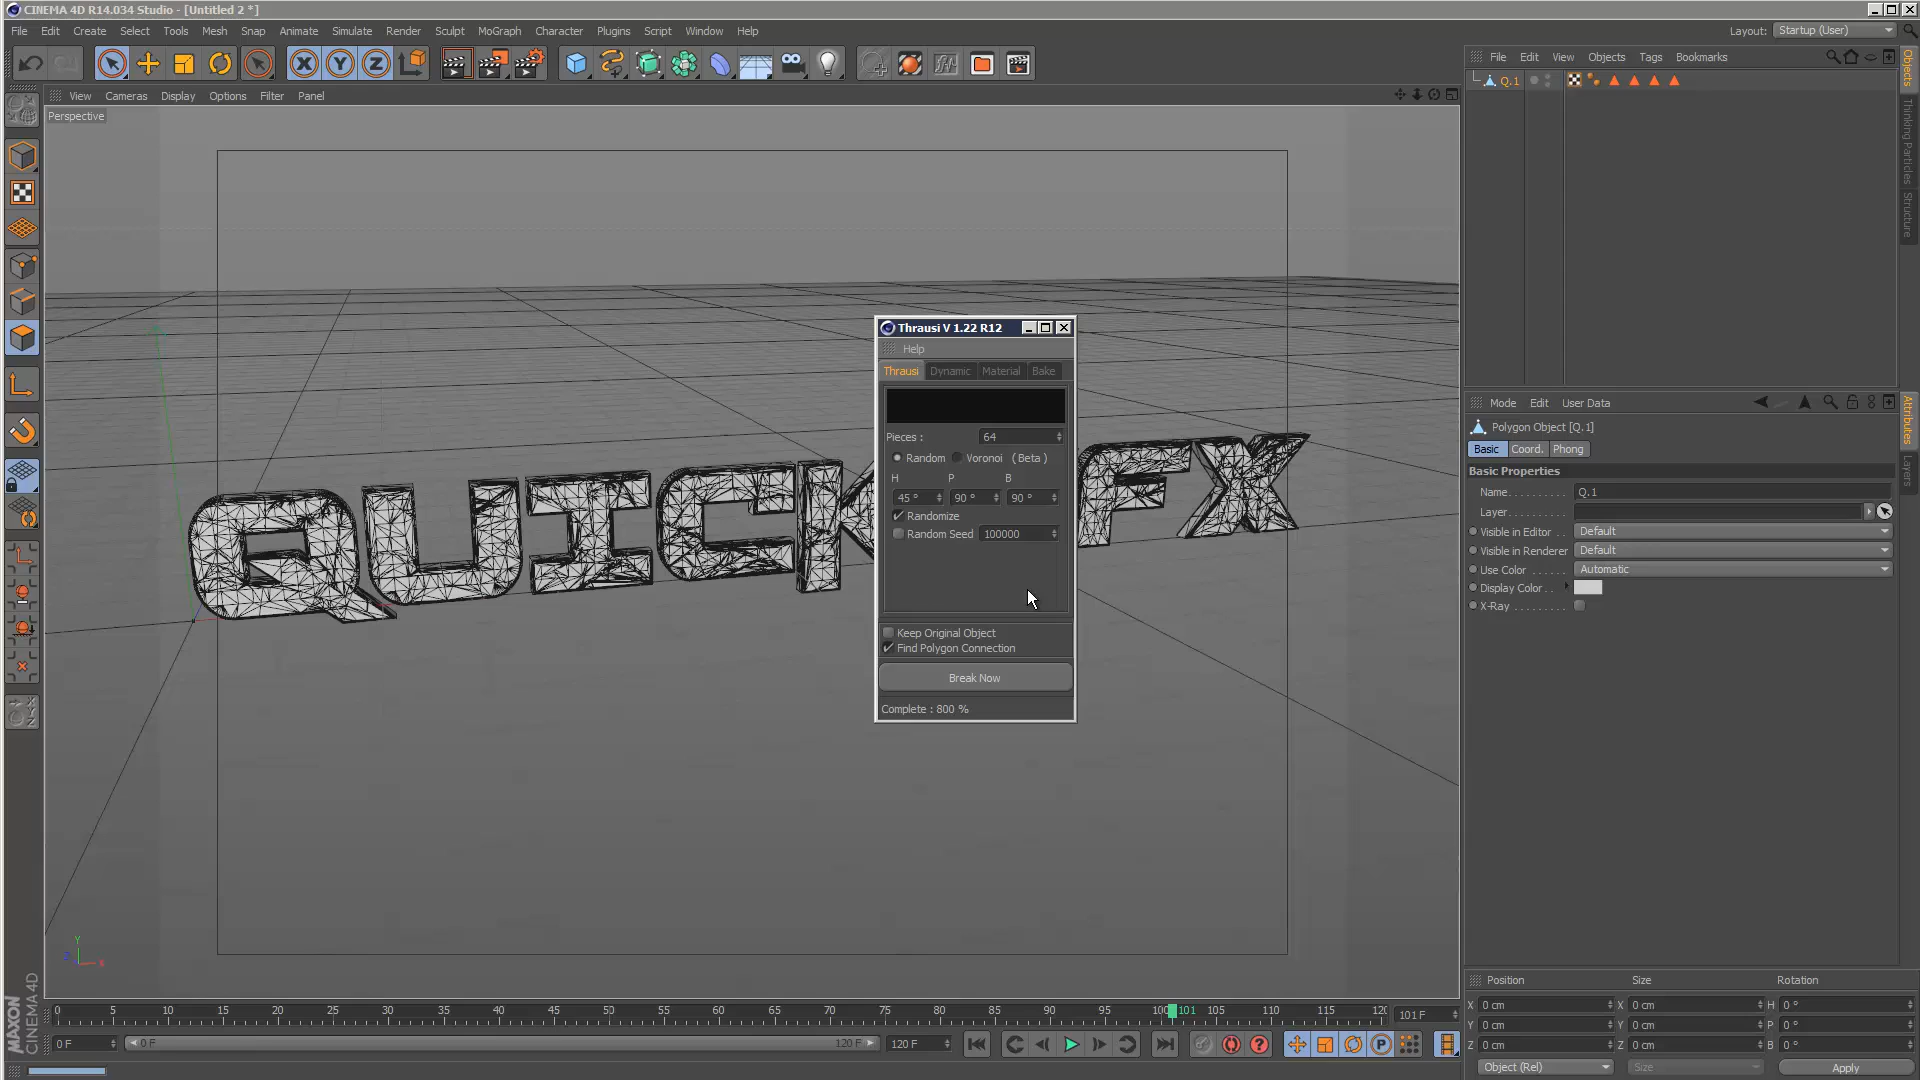 CINEMA 4D R14.034 Studio - [Untitled 2 *]
File Edit Create Select Tools Mesh Snap Animate Simulate Render Sculpt MoGraph Character Plugins Script Window Help
Layout: Startup (User)
View Cameras Display Options Filter Panel
Perspective
QUICK FX
Thrausi V 1.22 R12
Help
Thrausi Dynamic Material Bake
Pieces : 64
Random Voronoi ( Beta )
H P B
45 ° 90 ° 90 °
Randomize
Random Seed 100000
Keep Original Object
Find Polygon Connection
Break Now
Complete : 800 %
File Edit View Objects Tags Bookmarks
Q.1
Objects
Thinking Particles
Structure
Mode Edit User Data
Polygon Object [Q.1]
Basic Coord. Phong
Basic Properties
Name. . . . . . . . . . Q.1
Layer. . . . . . . . . .
Visible in Editor . . Default
Visible in Renderer Default
Use Color . . . . . . Automatic
Display Color . .
X-Ray . . . . . . . . .
Attributes
Layers
Y
Z X
0 5 10 15 20 25 30 35 40 45 50 55 60 65 70 75 80 85 90 95 100 101 105 110 115 120
101 F
0 F 0 F 120 F 120 F
Position Size Rotation
X 0 cm X 0 cm H 0 °
Y 0 cm Y 0 cm P 0 °
Z 0 cm Z 0 cm B 0 °
Object (Rel) Size Apply
MAXON
CINEMA 4D